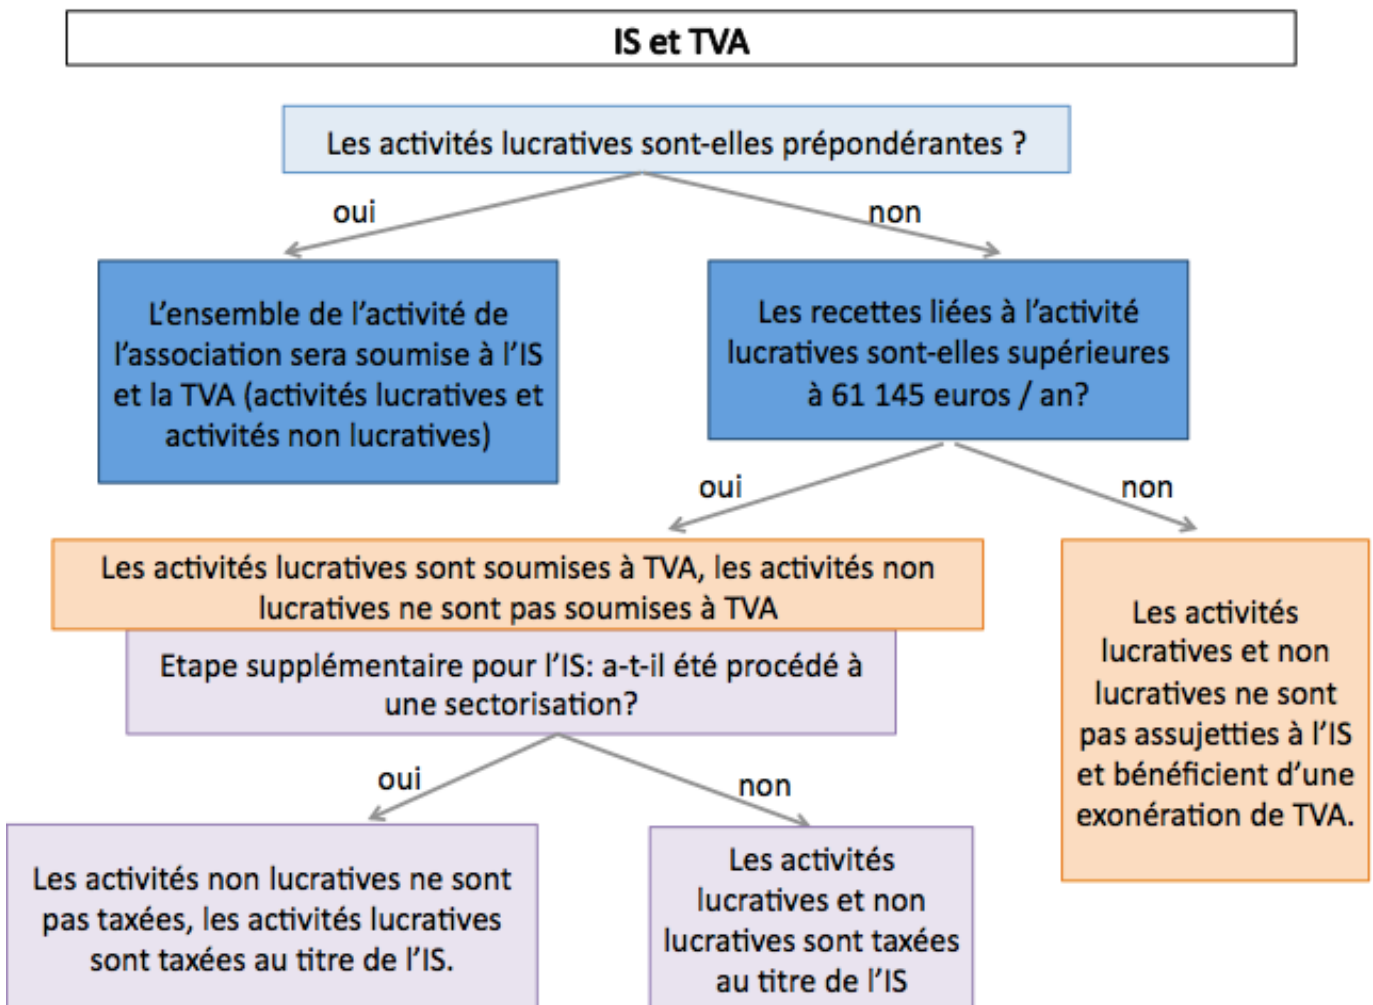 IS et TVA
Les activités lucratives sont-elles prépondérantes ?
oui
non
L’ensemble de l’activité de
l’association sera soumise à l’IS
et la TVA (activités lucratives et
activités non lucratives)
Les recettes liées à l’activité
lucratives sont-elles supérieures
à 61 145 euros / an?
oui
non
Les activités lucratives sont soumises à TVA, les activités non
lucratives ne sont pas soumises à TVA
Etape supplémentaire pour l’IS: a-t-il été procédé à
une sectorisation?
Les activités
lucratives et non
lucratives ne sont
pas assujetties à l’IS
et bénéficient d’une
exonération de TVA.
oui
non
Les activités non lucratives ne sont
pas taxées, les activités lucratives
sont taxées au titre de l’IS.
Les activités
lucratives et non
lucratives sont taxées
au titre de l’IS